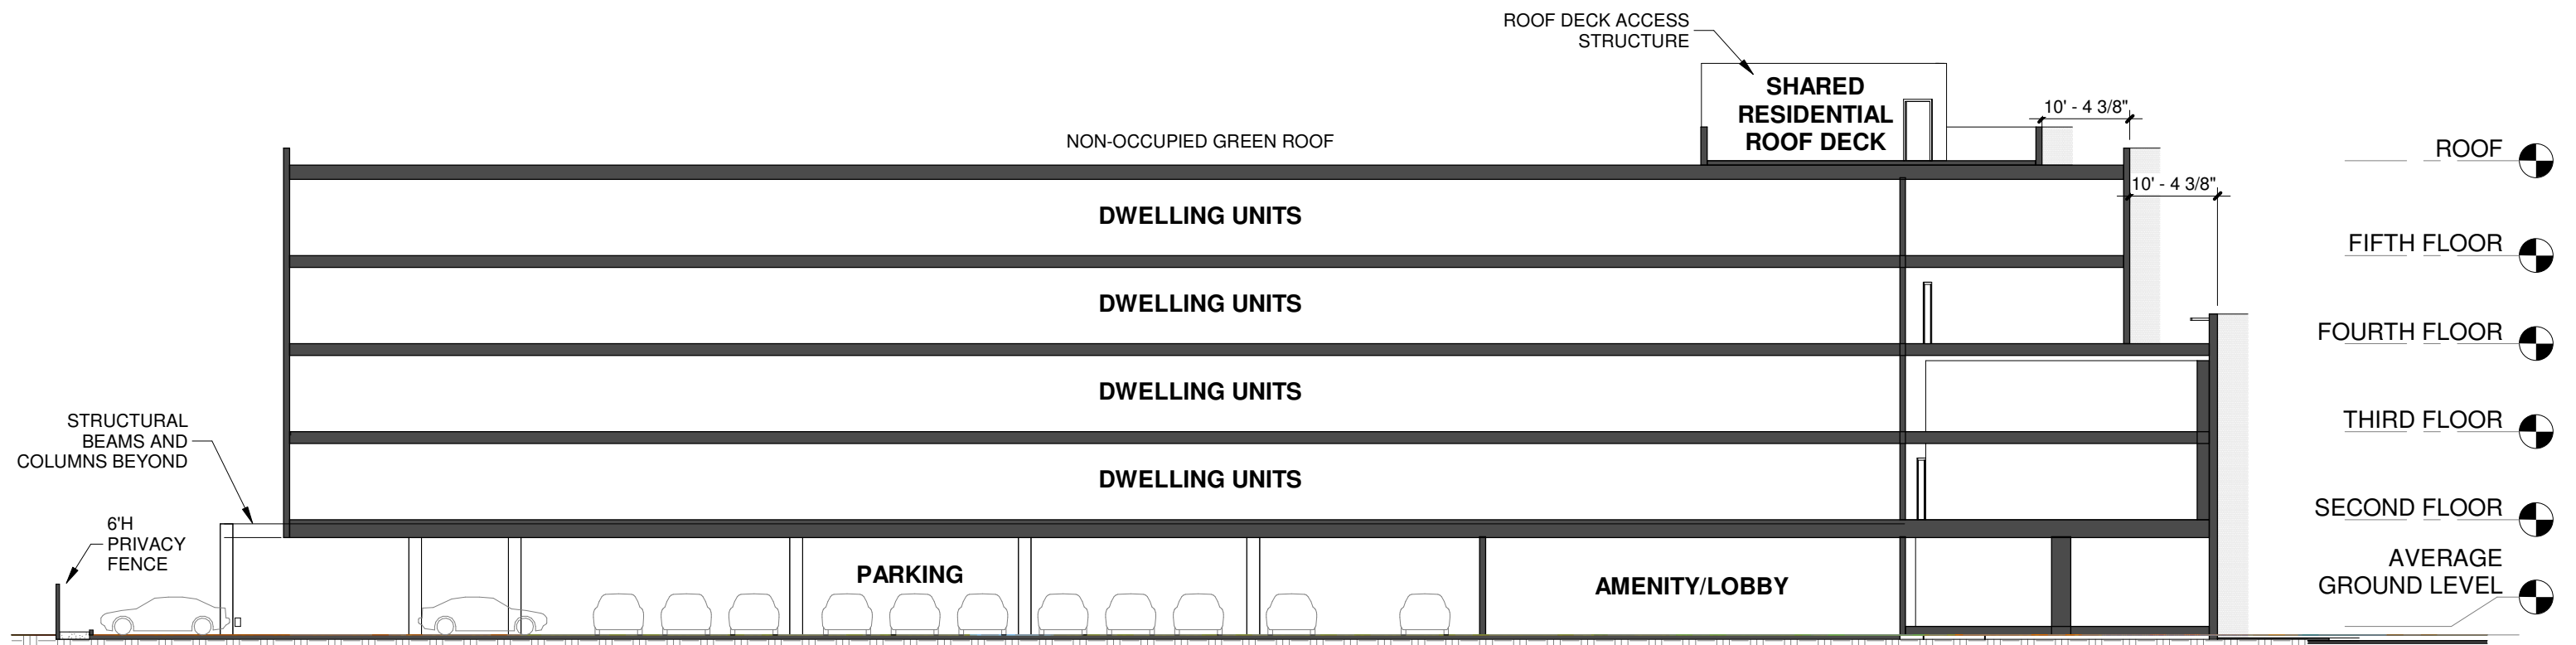 ROOF DECK ACCESS
STRUCTURE
SHARED
RESIDENTIAL
ROOF DECK
10' - 4 3/8"
NON-OCCUPIED GREEN ROOF
ROOF
10' - 4 3/8"
DWELLING UNITS
FIFTH FLOOR
DWELLING UNITS
FOURTH FLOOR
DWELLING UNITS
THIRD FLOOR
STRUCTURAL
BEAMS AND
COLUMNS BEYOND
DWELLING UNITS
SECOND FLOOR
6'H
PRIVACY
FENCE
PARKING
AMENITY/LOBBY
AVERAGE
GROUND LEVEL